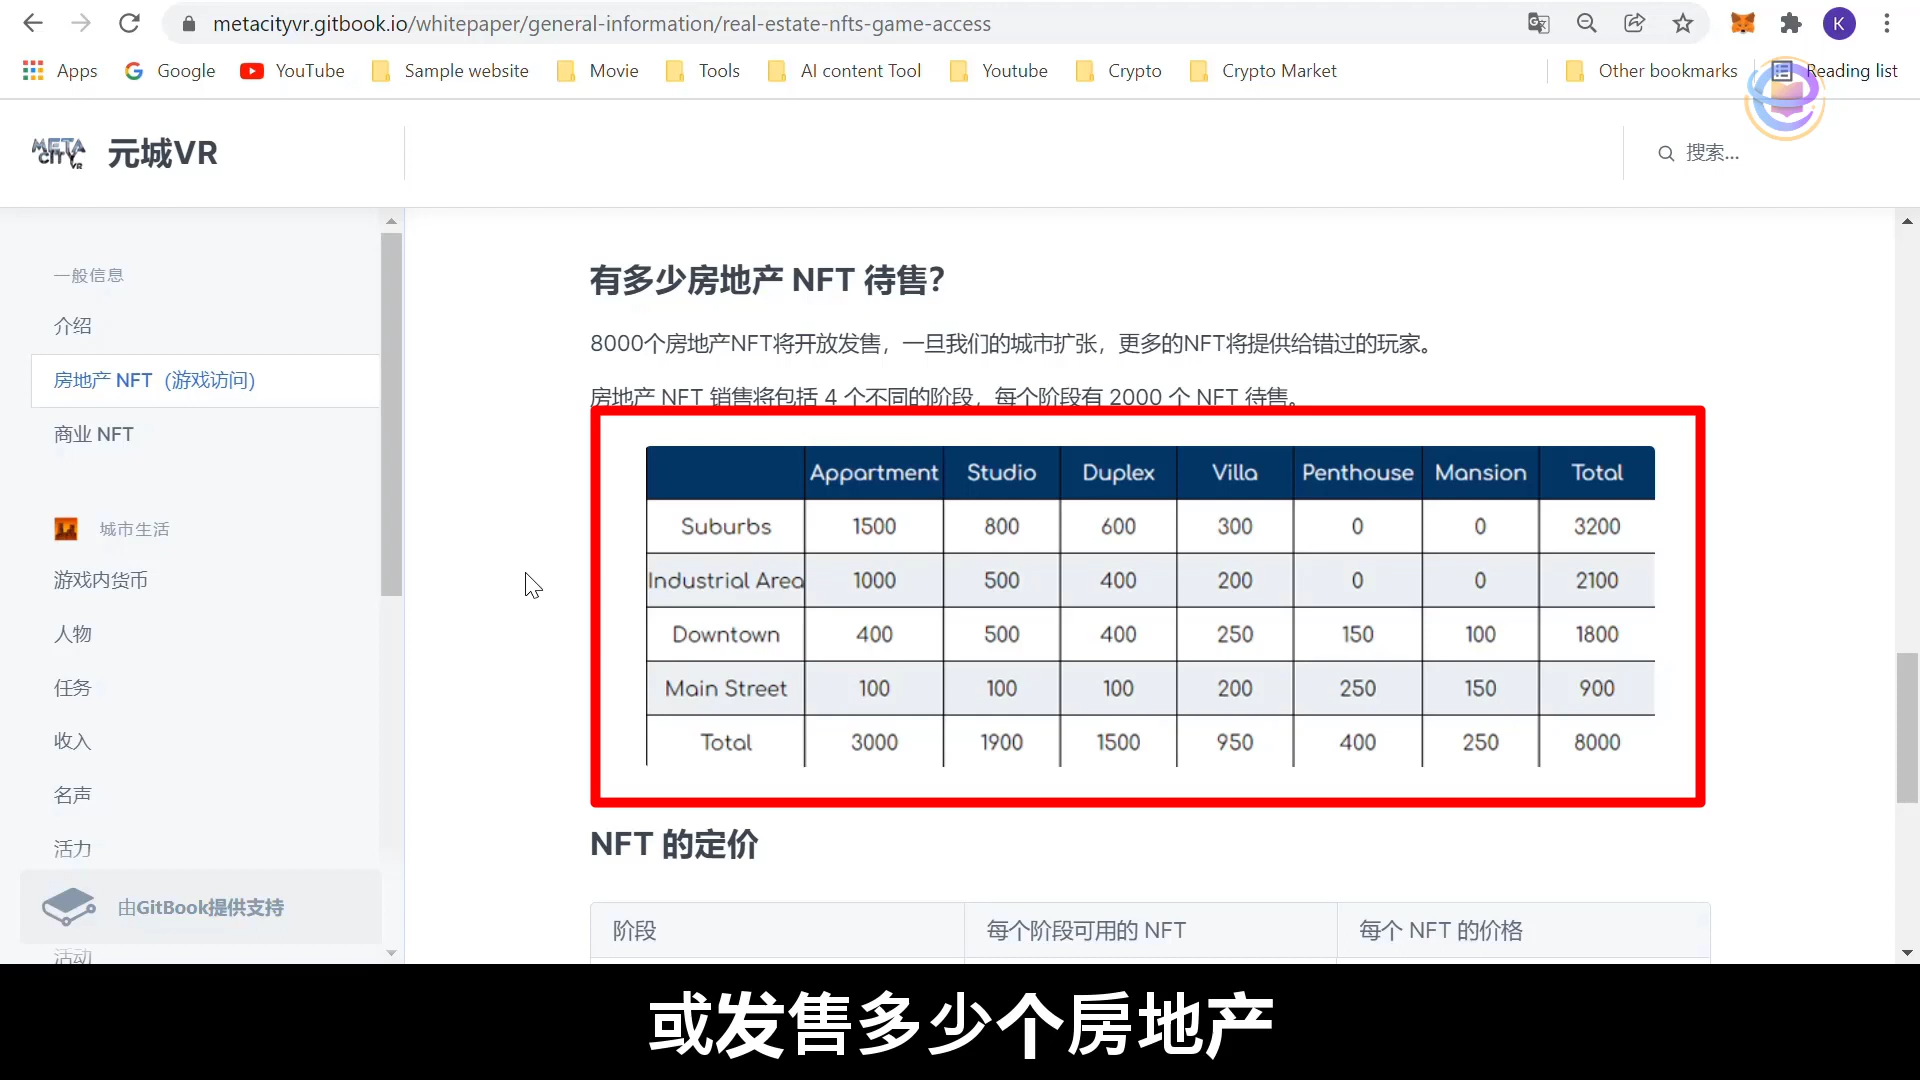 metacityvr.gitbook.io/whitepaper/general-information/real-estate-nfts-game-access
K
Apps
Google
YouTube
Sample website
Movie
Tools
AI content Tool
Youtube
Crypto
Crypto Market
Other bookmarks
Reading list
META CITY VR
元城VR
搜索...
一般信息
介绍
房地产 NFT（游戏访问）
商业 NFT
城市生活
游戏内货币
人物
任务
收入
名声
活力
由GitBook提供支持
活动
有多少房地产 NFT 待售？
8000个房地产NFT将开放发售，一旦我们的城市扩张，更多的NFT将提供给错过的玩家。
房地产 NFT 销售将包括 4 个不同的阶段，每个阶段有 2000 个 NFT 待售。
Appartment Studio Duplex Villa Penthouse Mansion Total
Suburbs 1500 800 600 300 0 0 3200
Industrial Area 1000 500 400 200 0 0 2100
Downtown 400 500 400 250 150 100 1800
Main Street 100 100 100 200 250 150 900
Total 3000 1900 1500 950 400 250 8000
NFT 的定价
阶段 每个阶段可用的 NFT 每个 NFT 的价格
或发售多少个房地产